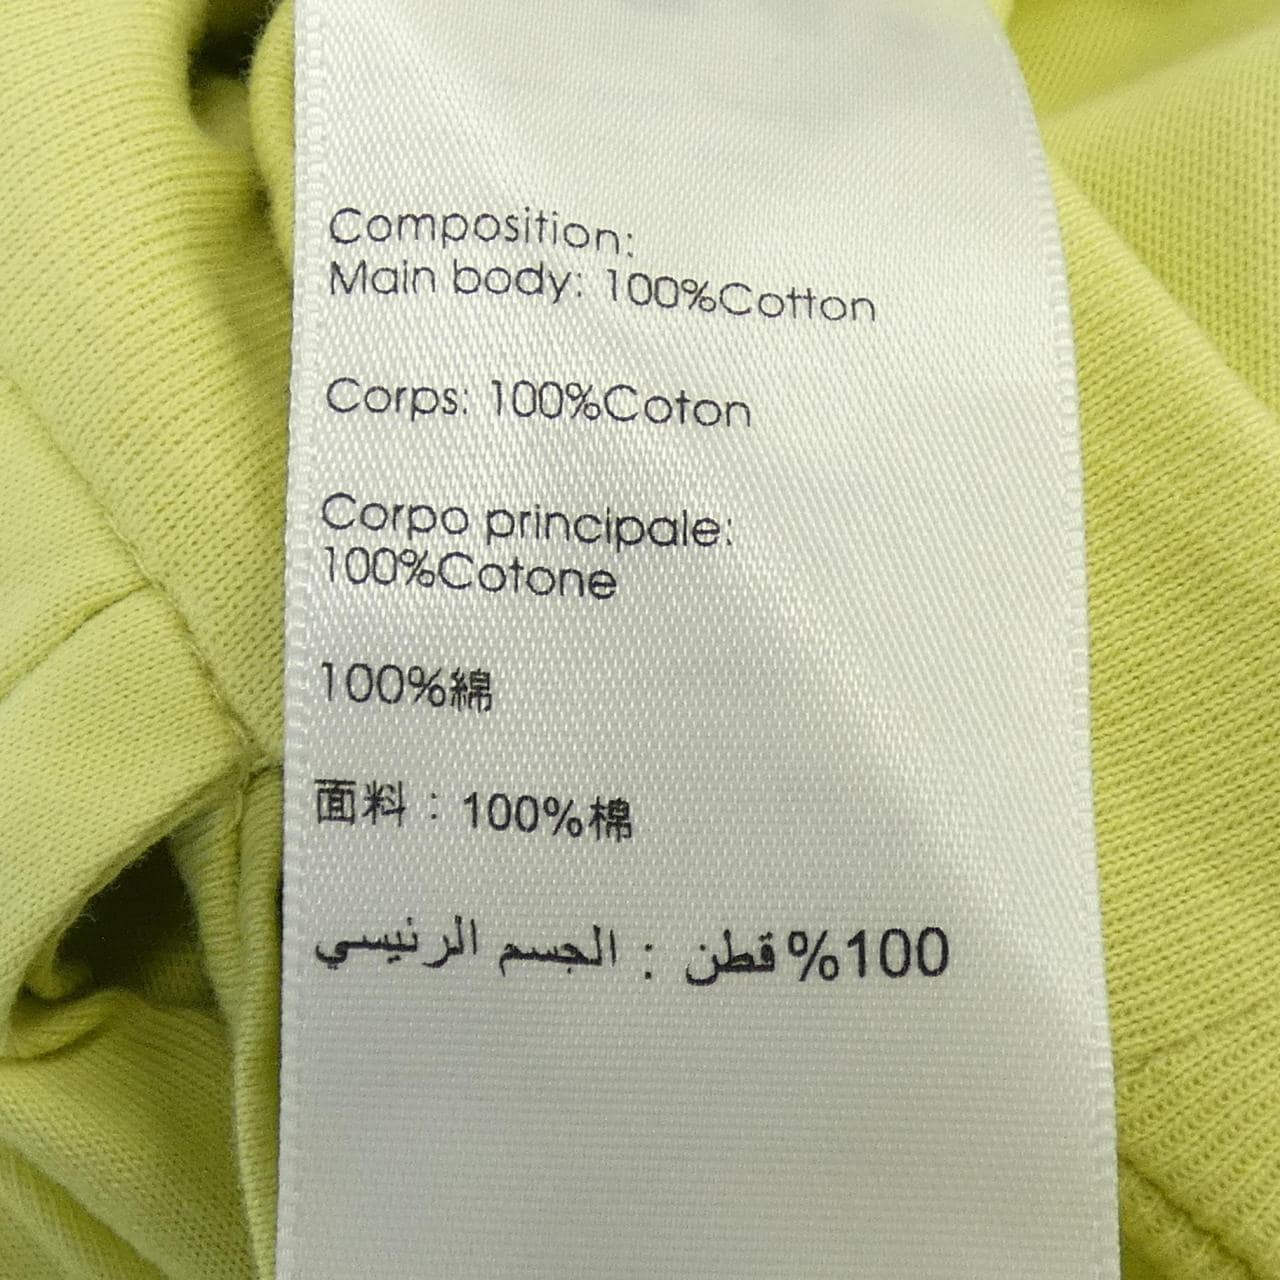 Composition:
Main body: 100%Cotton
Corps: 100%Coton
Corpo principale:
100%Cotone
100%綿
面料：100%棉
100% قطن : الجسم الرئيسي